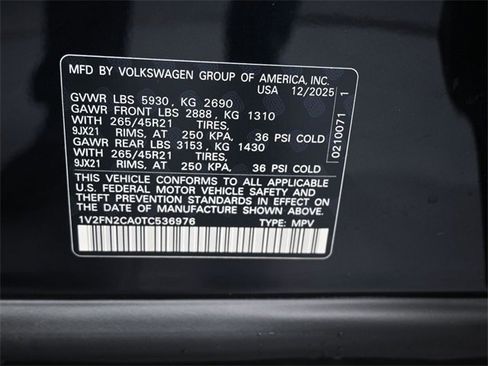 MFD BY VOLKSWAGEN GROUP OF AMERICA, INC.
USA 12/2025
GVWR LBS 5930, KG 2690
GAWR FRONT LBS 2888, KG 1310
WITH 265/45R21 TIRES,
9JX21 RIMS, AT 250 KPA, 36 PSI COLD
GAWR REAR LBS 3153, KG 1430
WITH 265/45R21 TIRES,
9JX21 RIMS, AT 250 KPA, 36 PSI COLD
THIS VEHICLE CONFORMS TO ALL APPLICABLE
U.S. FEDERAL MOTOR VEHICLE SAFETY AND
THEFT PREVENTION STANDARDS IN EFFECT ON
THE DATE OF MANUFACTURE SHOWN ABOVE.
1V2FN2CA0TC536976 TYPE: MPV
0210071 1